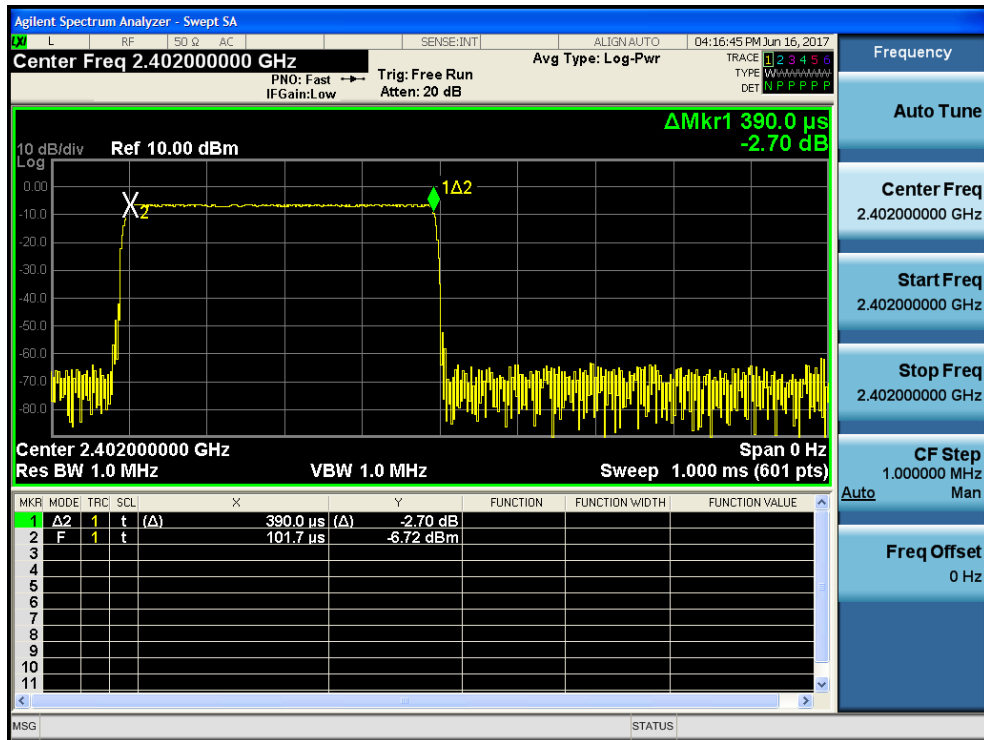 Agilent Spectrum Analyzer - Swept SA
LXI L RF 50 Ω AC SENSE:INT ALIGN AUTO 04:16:45 PM Jun 16, 2017
Center Freq 2.402000000 GHz
PNO: Fast
IFGain:Low
Trig: Free Run
Atten: 20 dB
Avg Type: Log-Pwr
TRACE 1 2 3 4 5 6
TYPE WWWWWWW
DET N P P P P P
ΔMkr1 390.0 µs
-2.70 dB
10 dB/div Ref 10.00 dBm
Log
0.00
-10.0
-20.0
-30.0
-40.0
-50.0
-60.0
-70.0
-80.0
2
1Δ2
Center 2.402000000 GHz Span 0 Hz
Res BW 1.0 MHz VBW 1.0 MHz Sweep 1.000 ms (601 pts)
MKR MODE TRC SCL X Y FUNCTION FUNCTION WIDTH FUNCTION VALUE
1 Δ2 1 t (Δ) 390.0 µs (Δ) -2.70 dB
2 F 1 t 101.7 µs -6.72 dBm
3
4
5
6
7
8
9
10
11
MSG STATUS
Frequency
Auto Tune
Center Freq
2.402000000 GHz
Start Freq
2.402000000 GHz
Stop Freq
2.402000000 GHz
CF Step
1.000000 MHz
Auto Man
Freq Offset
0 Hz